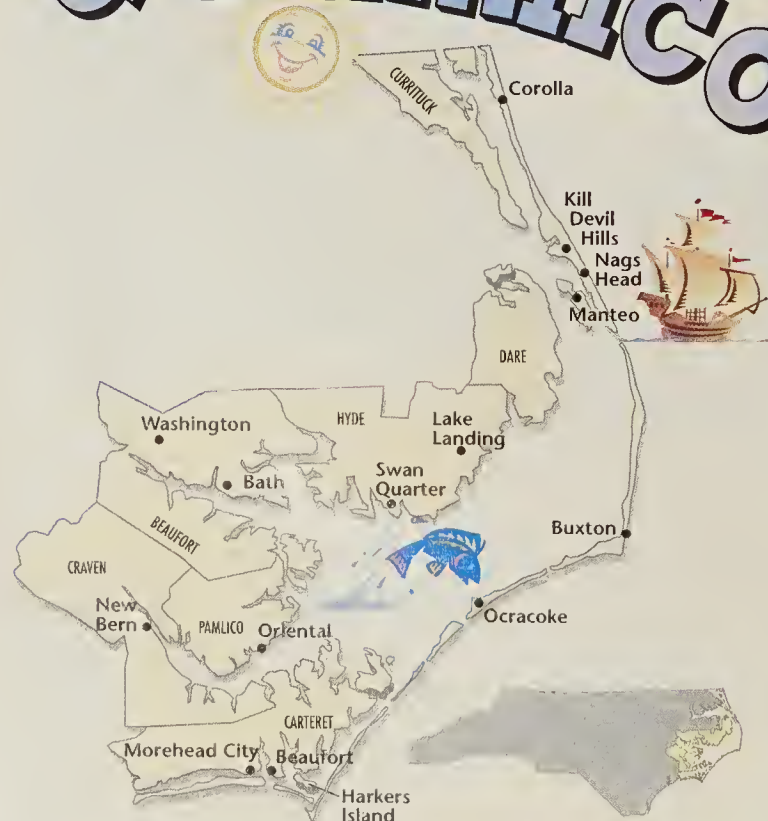 CURRITUCK
Corolla
Kill
Devil
Hills
Nags
Head
Manteo
DARE
Washington
HYDE
Lake
Landing
Bath
Swan
Quarter
BEAUFORT
Buxton
CRAVEN
New
Bern
PAMLICO
Oriental
Ocracoke
CARTERET
Morehead City
Beaufort
Harkers
Island